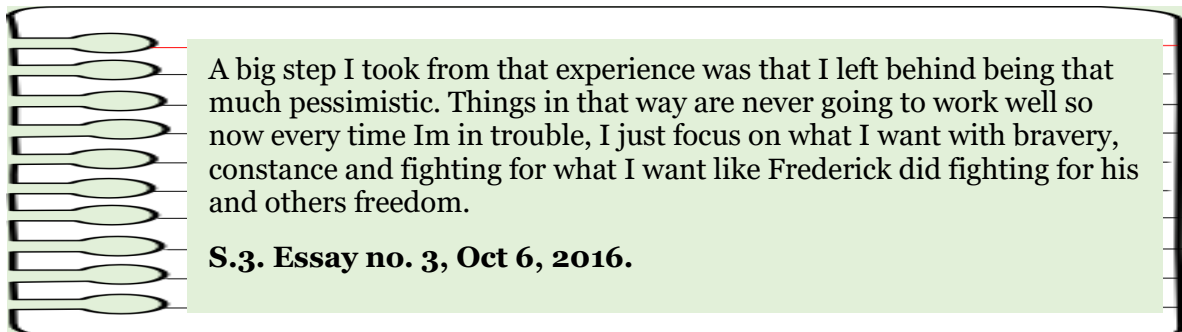 A big step I took from that experience was that I left behind being that
much pessimistic. Things in that way are never going to work well so
now every time Im in trouble, I just focus on what I want with bravery,
constance and fighting for what I want like Frederick did fighting for his
and others freedom.
S.3. Essay no. 3, Oct 6, 2016.